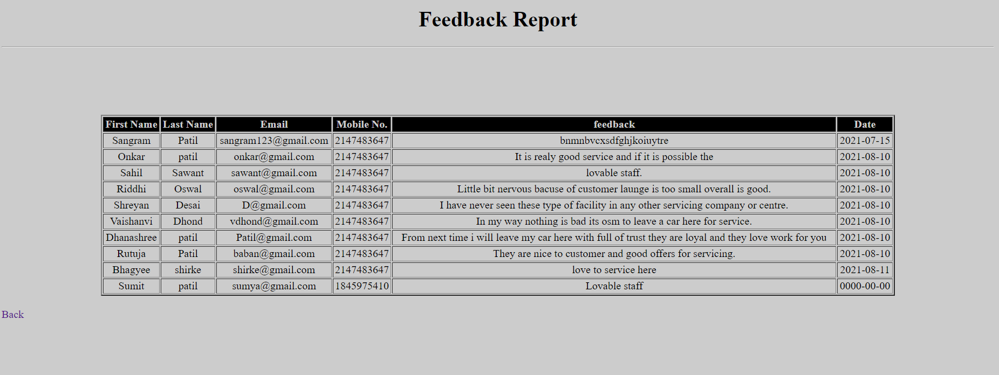 Feedback Report
First Name Last Name Email Mobile No. feedback Date
Sangram Patil sangram123@gmail.com 2147483647 bnmnbvcxsdfghjkoiuytre 2021-07-15
Onkar patil onkar@gmail.com 2147483647 It is realy good service and if it is possible the 2021-08-10
Sahil Sawant sawant@gmail.com 2147483647 lovable staff. 2021-08-10
Riddhi Oswal oswal@gmail.com 2147483647 Little bit nervous bacuse of customer launge is too small overall is good. 2021-08-10
Shreyan Desai D@gmail.com 2147483647 I have never seen these type of facility in any other servicing company or centre. 2021-08-10
Vaishanvi Dhond vdhond@gmail.com 2147483647 In my way nothing is bad its osm to leave a car here for service. 2021-08-10
Dhanashree patil Patil@gmail.com 2147483647 From next time i will leave my car here with full of trust they are loyal and they love work for you 2021-08-10
Rutuja Patil baban@gmail.com 2147483647 They are nice to customer and good offers for servicing. 2021-08-10
Bhagyee shirke shirke@gmail.com 2147483647 love to service here 2021-08-11
Sumit patil sumya@gmail.com 1845975410 Lovable staff 0000-00-00
Back